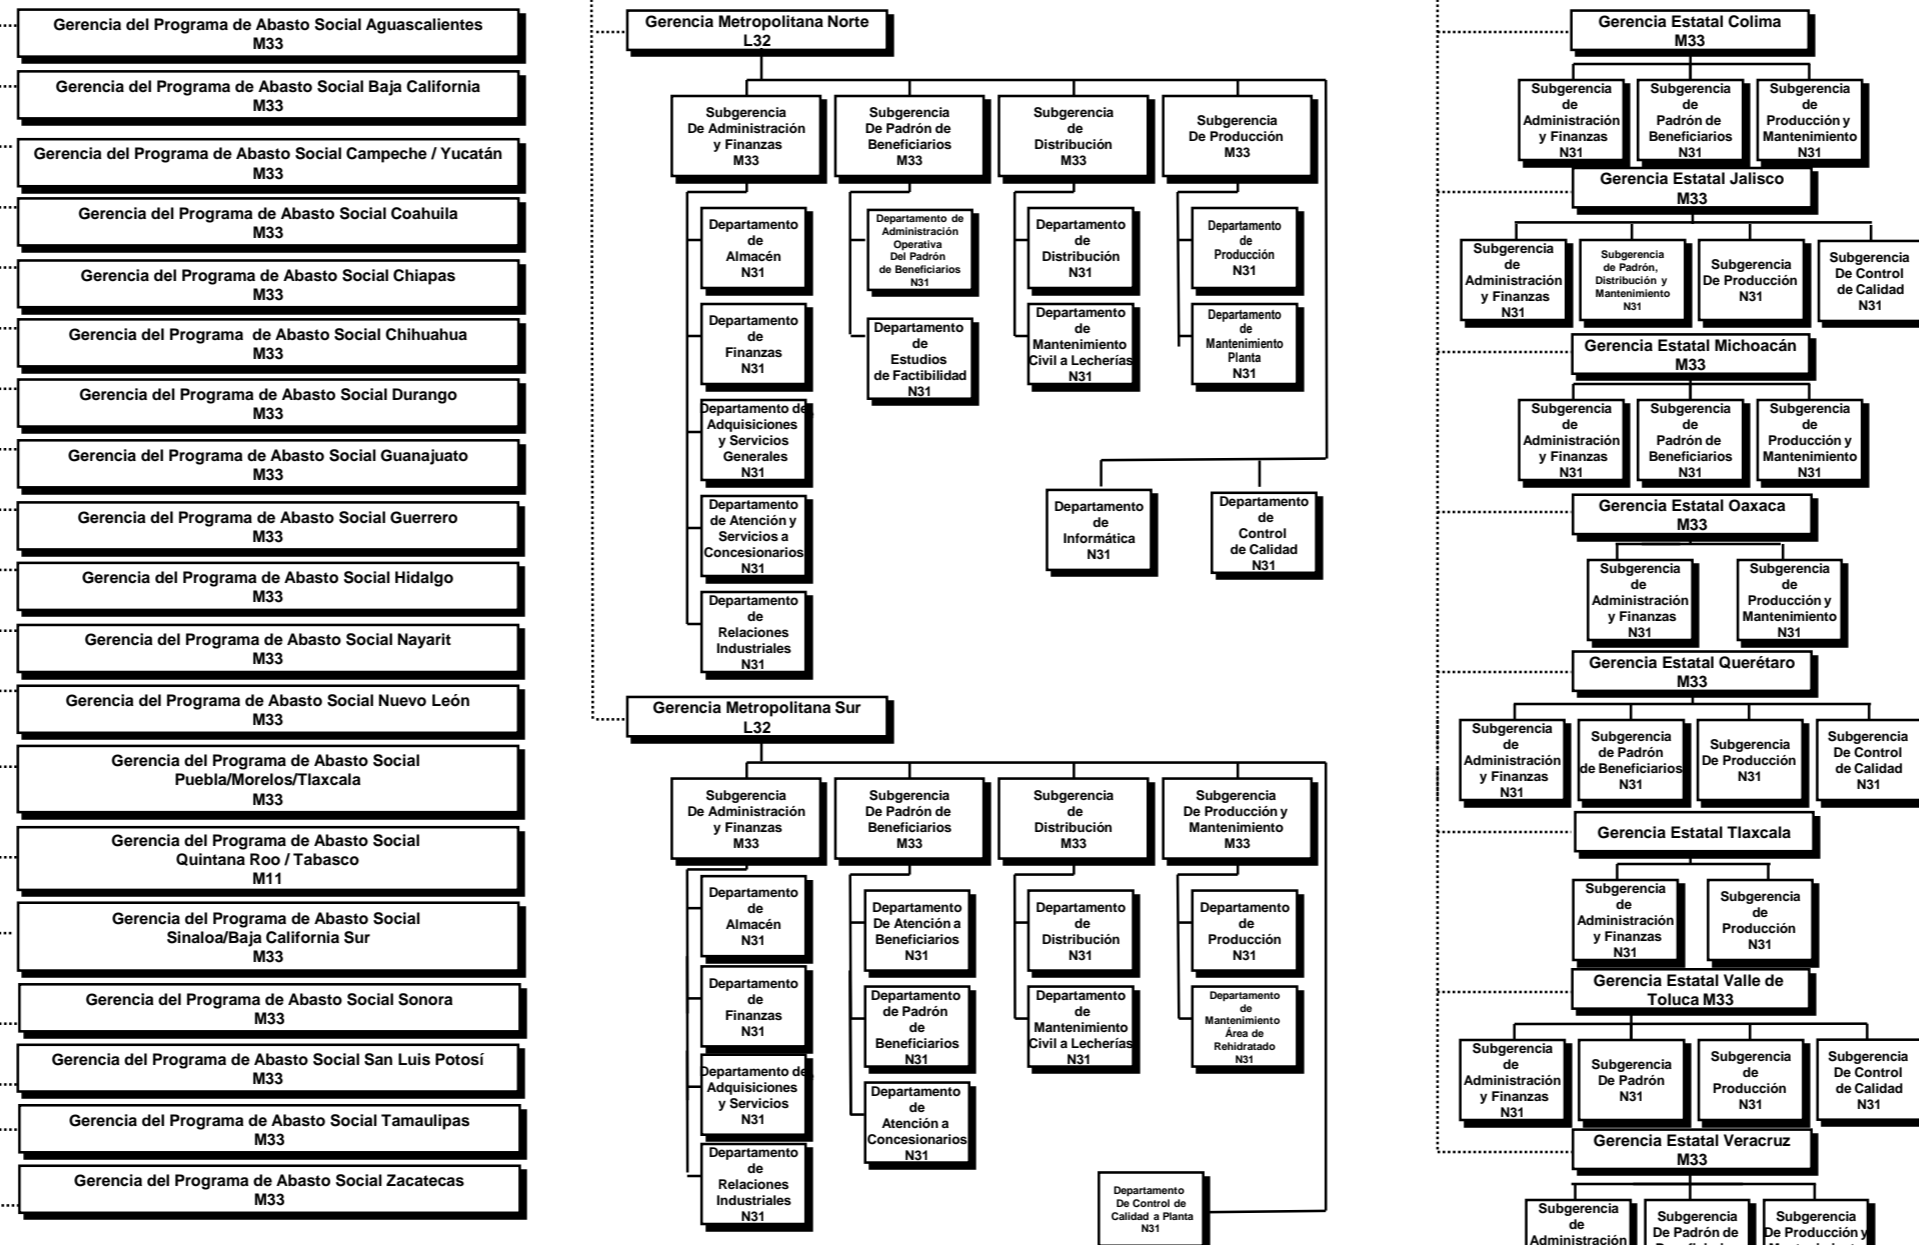 Gerencia del Programa de Abasto Social Aguascalientes
M33
Gerencia del Programa de Abasto Social Baja California
M33
Gerencia del Programa de Abasto Social Campeche / Yucatán
M33
Gerencia del Programa de Abasto Social Coahuila
M33
Gerencia del Programa de Abasto Social Chiapas
M33
Gerencia del Programa de Abasto Social Chihuahua
M33
Gerencia del Programa de Abasto Social Durango
M33
Gerencia del Programa de Abasto Social Guanajuato
M33
Gerencia del Programa de Abasto Social Guerrero
M33
Gerencia del Programa de Abasto Social Hidalgo
M33
Gerencia del Programa de Abasto Social Nayarit
M33
Gerencia del Programa de Abasto Social Nuevo León
M33
Gerencia del Programa de Abasto Social
Puebla/Morelos/Tlaxcala
M33
Gerencia del Programa de Abasto Social
Quintana Roo / Tabasco
M11
Gerencia del Programa de Abasto Social
Sinaloa/Baja California Sur
M33
Gerencia del Programa de Abasto Social Sonora
M33
Gerencia del Programa de Abasto Social San Luis Potosí
M33
Gerencia del Programa de Abasto Social Tamaulipas
M33
Gerencia del Programa de Abasto Social Zacatecas
M33
Gerencia Metropolitana Norte
L32
Subgerencia
De Administración
y Finanzas
M33
Subgerencia
De Padrón de
Beneficiarios
M33
Subgerencia
de
Distribución
M33
Subgerencia
De Producción
M33
Departamento
de
Almacén
N31
Departamento
de
Finanzas
N31
Departamento de
Adquisiciones
y Servicios
Generales
N31
Departamento
de Atención y
Servicios a
Concesionarios
N31
Departamento
de
Relaciones
Industriales
N31
Departamento de
Administración
Operativa
Del Padrón
de Beneficiarios
N31
Departamento
de
Estudios
de Factibilidad
N31
Departamento
de
Distribución
N31
Departamento
de
Mantenimiento
Civil a Lecherías
N31
Departamento
de
Producción
N31
Departamento
de
Mantenimiento
Planta
N31
Departamento
de
Informática
N31
Departamento
de
Control
de Calidad
N31
Gerencia Metropolitana Sur
L32
Subgerencia
De Administración
y Finanzas
M33
Subgerencia
De Padrón de
Beneficiarios
M33
Subgerencia
de
Distribución
M33
Subgerencia
De Producción y
Mantenimiento
M33
Departamento
de
Almacén
N31
Departamento
de
Finanzas
N31
Departamento de
Adquisiciones
y Servicios
N31
Departamento
de
Relaciones
Industriales
N31
Departamento
De Atención a
Beneficiarios
N31
Departamento
de Padrón
de
Beneficiarios
N31
Departamento
de
Atención a
Concesionarios
N31
Departamento
de
Distribución
N31
Departamento
de
Mantenimiento
Civil a Lecherías
N31
Departamento
de
Producción
N31
Departamento
de
Mantenimiento
Área de
Rehidratado
N31
Departamento
De Control de
Calidad a Planta
N31
Gerencia Estatal Colima
M33
Subgerencia
de
Administración
y Finanzas
N31
Subgerencia
de
Padrón de
Beneficiarios
N31
Subgerencia
de
Producción y
Mantenimiento
N31
Gerencia Estatal Jalisco
M33
Subgerencia
de
Administración
y Finanzas
N31
Subgerencia
de Padrón,
Distribución y
Mantenimiento
N31
Subgerencia
De Producción
N31
Subgerencia
De Control
de Calidad
N31
Gerencia Estatal Michoacán
M33
Subgerencia
de
Administración
y Finanzas
N31
Subgerencia
de
Padrón de
Beneficiarios
N31
Subgerencia
de
Producción y
Mantenimiento
N31
Gerencia Estatal Oaxaca
M33
Subgerencia
de
Administración
y Finanzas
N31
Subgerencia
de
Producción y
Mantenimiento
N31
Gerencia Estatal Querétaro
M33
Subgerencia
de
Administración
y Finanzas
N31
Subgerencia
de Padrón
de Beneficiarios
N31
Subgerencia
De Producción
N31
Subgerencia
De Control
de Calidad
N31
Gerencia Estatal Tlaxcala
Subgerencia
de
Administración
y Finanzas
N31
Subgerencia
de
Producción
N31
Gerencia Estatal Valle de
Toluca M33
Subgerencia
de
Administración
y Finanzas
N31
Subgerencia
De Padrón
N31
Subgerencia
de
Producción
N31
Subgerencia
De Control
de Calidad
N31
Gerencia Estatal Veracruz
M33
Subgerencia
de
Administración
Subgerencia
De Padrón de
Subgerencia
De Producción y